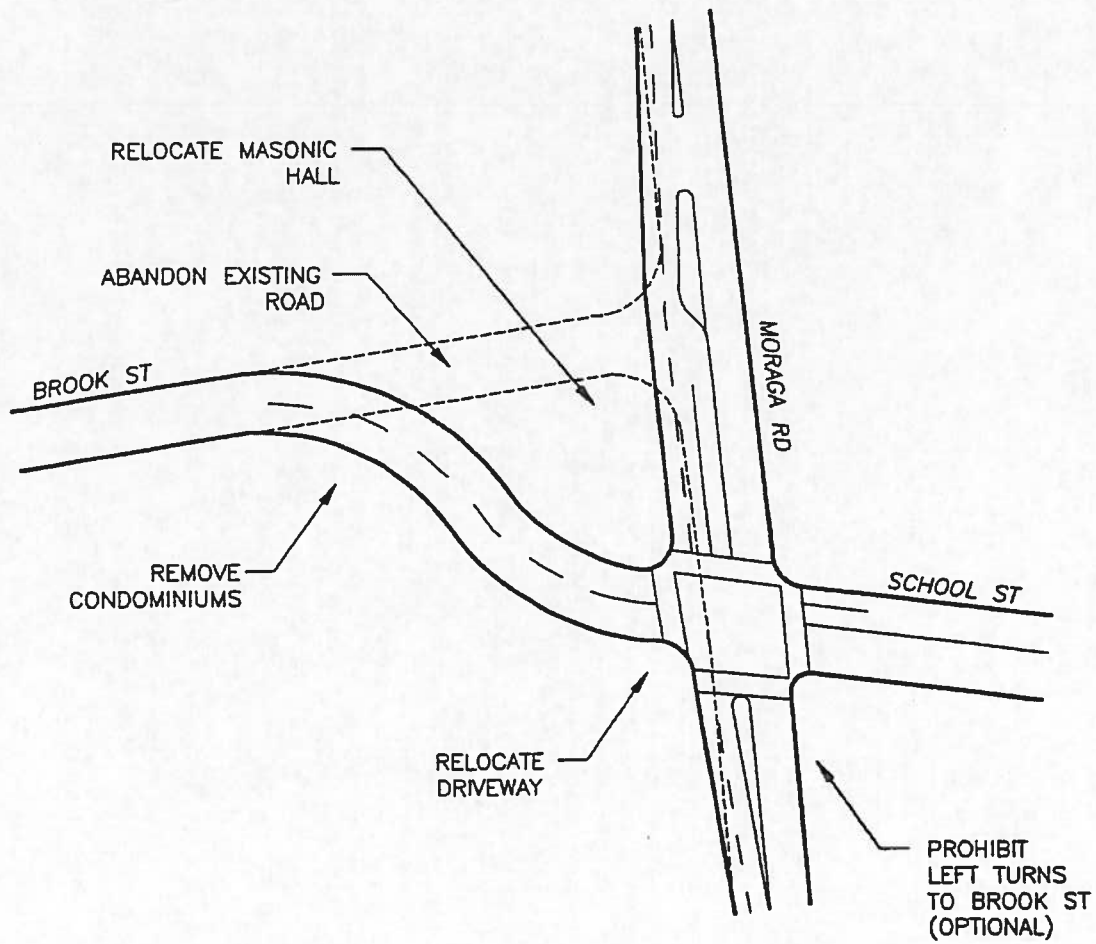 RELOCATE MASONIC
HALL
ABANDON EXISTING
ROAD
BROOK ST
MORAGA RD
REMOVE
CONDOMINIUMS
SCHOOL ST
RELOCATE
DRIVEWAY
PROHIBIT
LEFT TURNS
TO BROOK ST
(OPTIONAL)